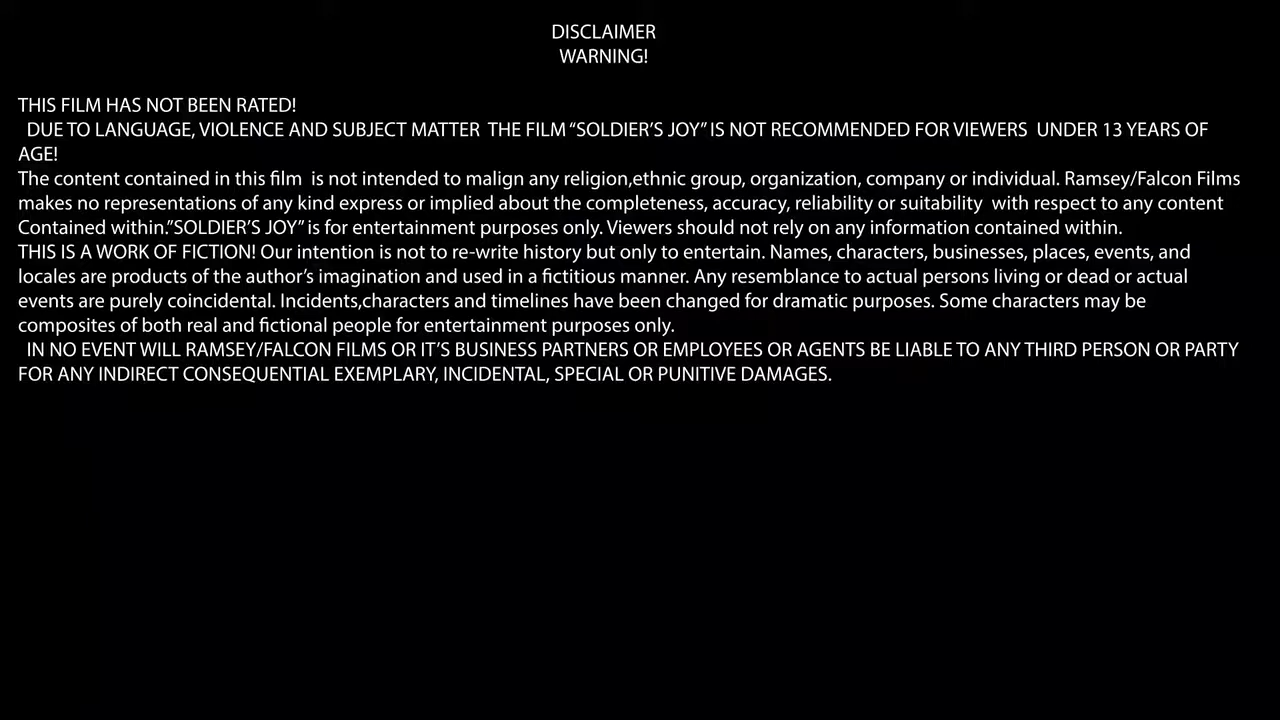 DISCLAIMER
WARNING!
THIS FILM HAS NOT BEEN RATED!
DUE TO LANGUAGE, VIOLENCE AND SUBJECT MATTER THE FILM “SOLDIER’S JOY” IS NOT RECOMMENDED FOR VIEWERS UNDER 13 YEARS OF
AGE!
The content contained in this film is not intended to malign any religion,ethnic group, organization, company or individual. Ramsey/Falcon Films
makes no representations of any kind express or implied about the completeness, accuracy, reliability or suitability with respect to any content
Contained within.”SOLDIER’S JOY” is for entertainment purposes only. Viewers should not rely on any information contained within.
THIS IS A WORK OF FICTION! Our intention is not to re-write history but only to entertain. Names, characters, businesses, places, events, and
locales are products of the author’s imagination and used in a fictitious manner. Any resemblance to actual persons living or dead or actual
events are purely coincidental. Incidents,characters and timelines have been changed for dramatic purposes. Some characters may be
composites of both real and fictional people for entertainment purposes only.
IN NO EVENT WILL RAMSEY/FALCON FILMS OR IT’S BUSINESS PARTNERS OR EMPLOYEES OR AGENTS BE LIABLE TO ANY THIRD PERSON OR PARTY
FOR ANY INDIRECT CONSEQUENTIAL EXEMPLARY, INCIDENTAL, SPECIAL OR PUNITIVE DAMAGES.